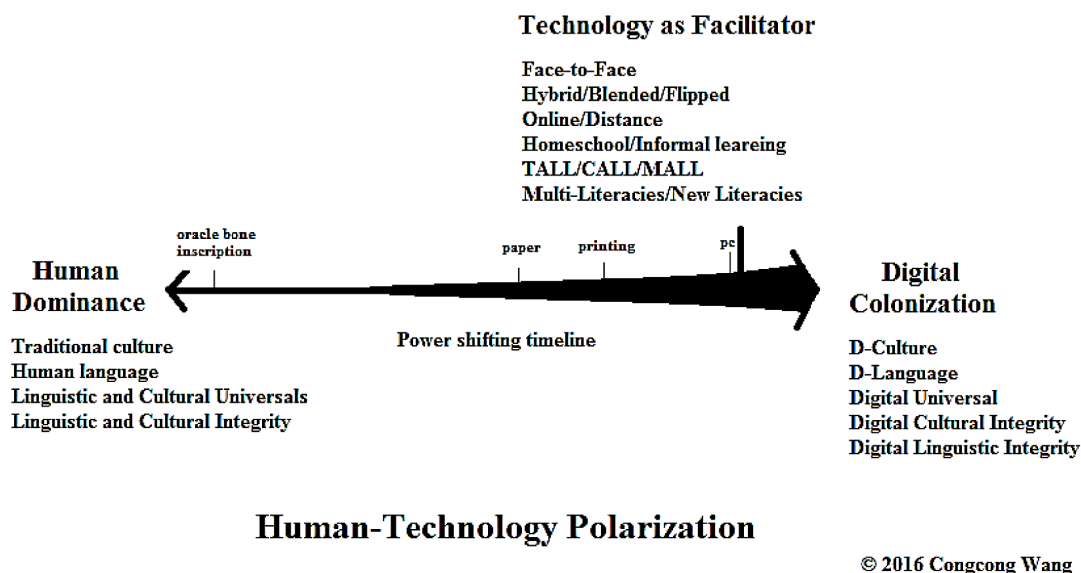 Technology as Facilitator
Face-to-Face
Hybrid/Blended/Flipped
Online/Distance
Homeschool/Informal leareing
TALL/CALL/MALL
Multi-Literacies/New Literacies
oracle bone
inscription
paper
printing
pc
Human
Dominance
Digital
Colonization
Power shifting timeline
Traditional culture
Human language
Linguistic and Cultural Universals
Linguistic and Cultural Integrity
D-Culture
D-Language
Digital Universal
Digital Cultural Integrity
Digital Linguistic Integrity
Human-Technology Polarization
© 2016 Congcong Wang